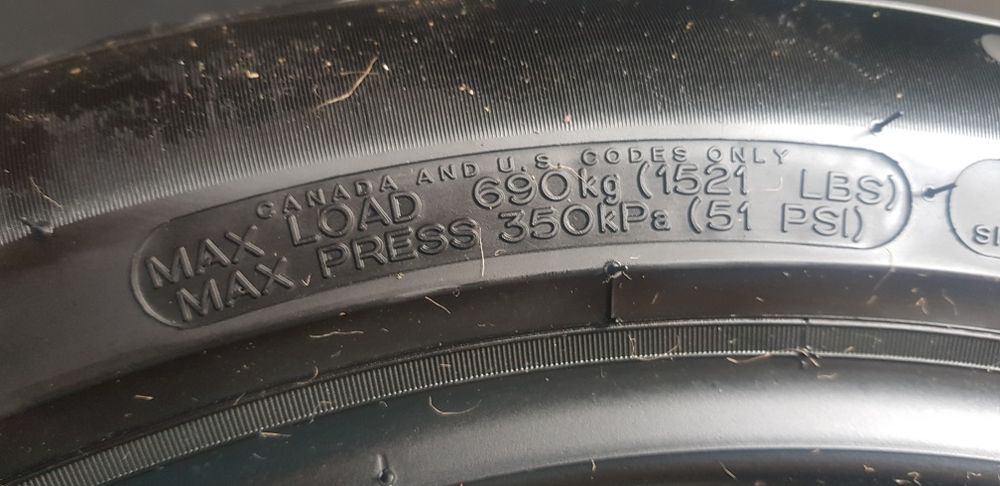 CANADA AND U.S. CODES ONLY
MAX LOAD 690kg (1521 LBS)
MAX PRESS 350kPa (51 PSI)